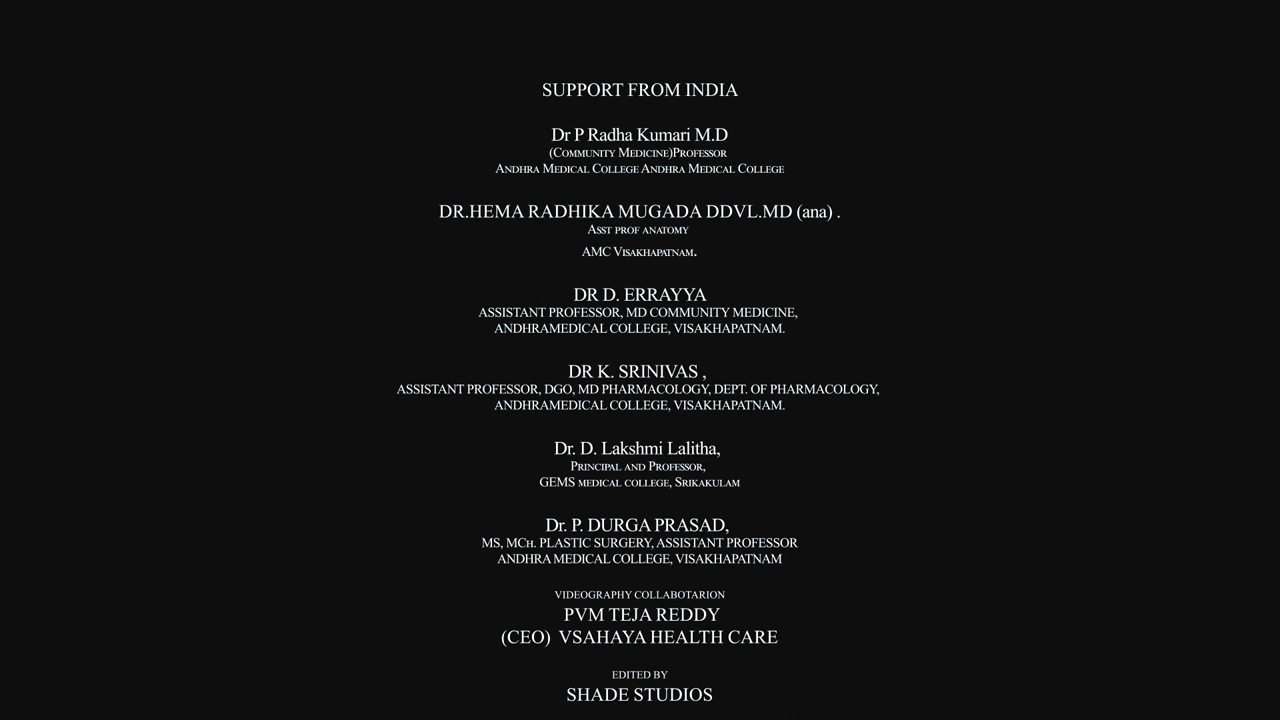 SUPPORT FROM INDIA
Dr P Radha Kumari M.D
(Community Medicine)Professor
Andhra Medical College Andhra Medical College
DR.HEMA RADHIKA MUGADA DDVL.MD (ana) .
Asst prof anatomy
AMC Visakhapatnam.
DR D. ERRAYYA
ASSISTANT PROFESSOR, MD COMMUNITY MEDICINE,
ANDHRAMEDICAL COLLEGE, VISAKHAPATNAM.
DR K. SRINIVAS ,
ASSISTANT PROFESSOR, DGO, MD PHARMACOLOGY, DEPT. OF PHARMACOLOGY,
ANDHRAMEDICAL COLLEGE, VISAKHAPATNAM.
Dr. D. Lakshmi Lalitha,
Principal and Professor,
GEMS medical college, Srikakulam
Dr. P. DURGA PRASAD,
MS, MCh. PLASTIC SURGERY, ASSISTANT PROFESSOR
ANDHRA MEDICAL COLLEGE, VISAKHAPATNAM
VIDEOGRAPHY COLLABOTARION
PVM TEJA REDDY
(CEO) VSAHAYA HEALTH CARE
EDITED BY
SHADE STUDIOS